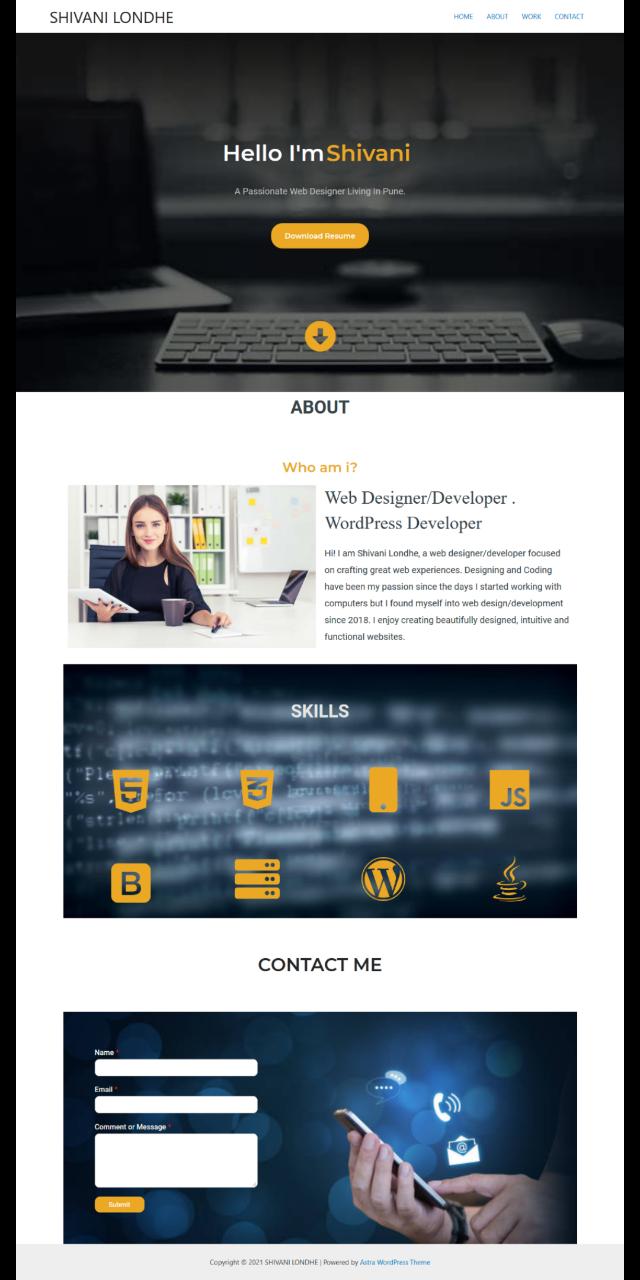 SHIVANI LONDHE
HOME ABOUT WORK CONTACT
Hello I'm Shivani
A Passionate Web Designer Living In Pune.
Download Resume
ABOUT
Who am i?
Web Designer/Developer .
WordPress Developer
Hi! I am Shivani Londhe, a web designer/developer focused
on crafting great web experiences. Designing and Coding
have been my passion since the days I started working with
computers but I found myself into web design/development
since 2018. I enjoy creating beautifully designed, intuitive and
functional websites.
SKILLS
5 3 JS
B W
CONTACT ME
Name *
Email *
Comment or Message *
Submit
Copyright © 2021 SHIVANI LONDHE | Powered by Astra WordPress Theme